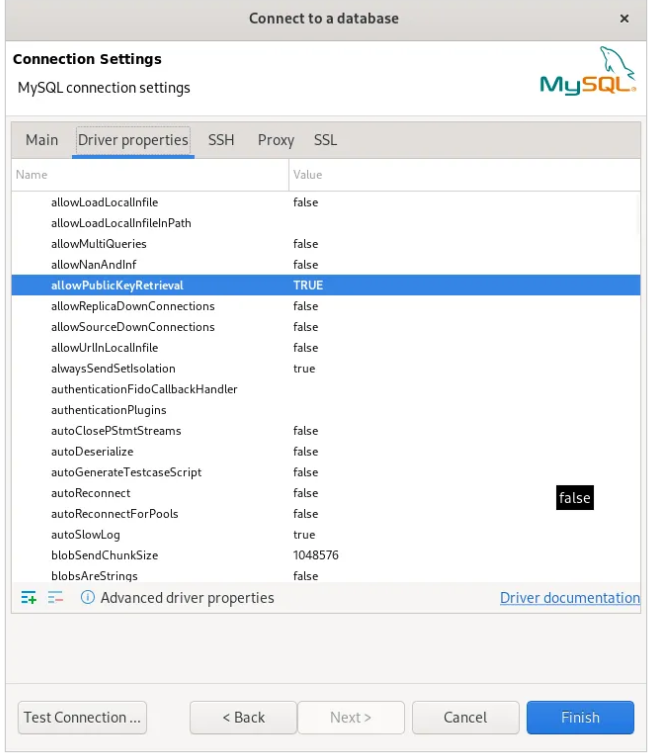 Connect to a database ×
Connection Settings
MySQL connection settings
MySQL®
Main Driver properties SSH Proxy SSL
Name Value
allowLoadLocalInfile false
allowLoadLocalInfileInPath
allowMultiQueries false
allowNanAndInf false
allowPublicKeyRetrieval TRUE
allowReplicaDownConnections false
allowSourceDownConnections false
allowUrlInLocalInfile false
alwaysSendSetIsolation true
authenticationFidoCallbackHandler
authenticationPlugins
autoClosePStmtStreams false
autoDeserialize false
autoGenerateTestcaseScript false
autoReconnect false
false
autoReconnectForPools false
autoSlowLog true
blobSendChunkSize 1048576
blobsAreStrings false
Advanced driver properties Driver documentation
Test Connection ... < Back Next > Cancel Finish